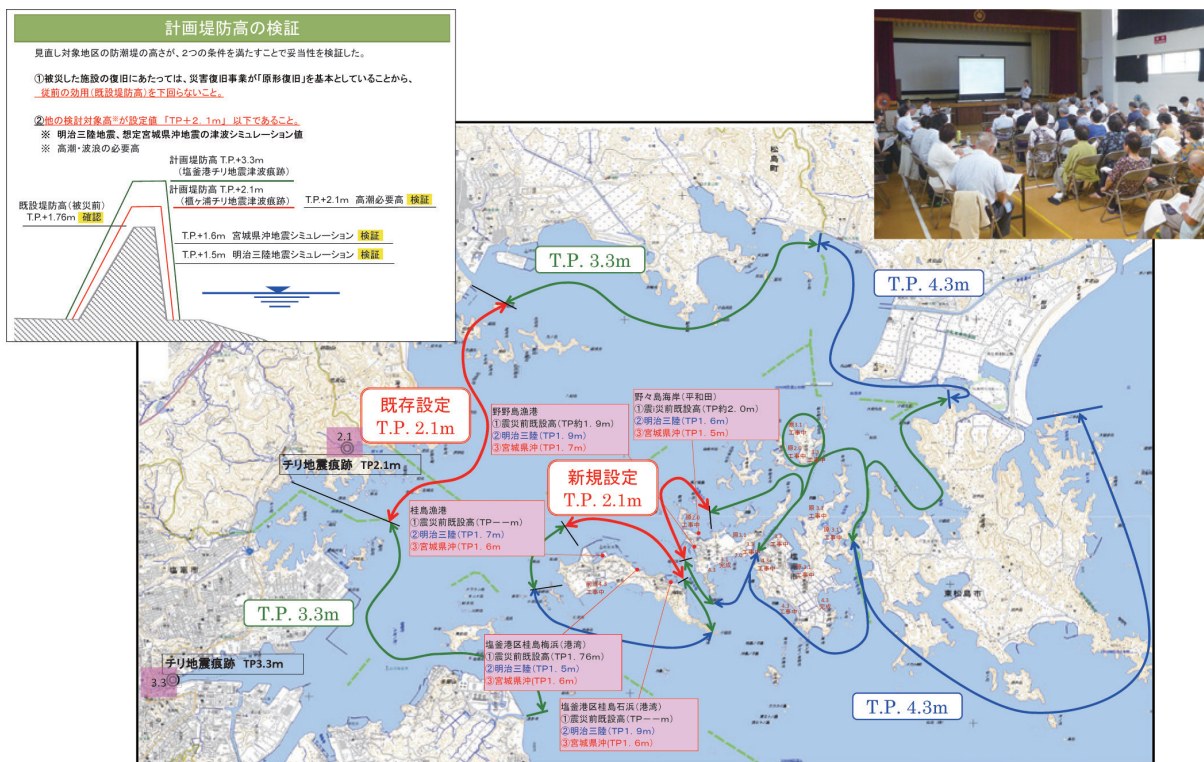 計画堤防高の検証
見直し対象地区の防潮堤の高さが、2つの条件を満たすことで妥当性を検証した。
①被災した施設の復旧にあたっては、災害復旧事業が「原形復旧」を基本としていることから、
従前の効用(既設堤防高)を下回らないこと。
②他の検討対象高※が設定値「TP+2.1m」以下であること。
※ 明治三陸地震、想定宮城県沖地震の津波シミュレーション値
※ 高潮・波浪の必要高
計画堤防高 T.P.+3.3m
(塩釜港チリ地震津波痕跡)
計画堤防高 T.P.+2.1m
(櫃ヶ浦チリ地震津波痕跡)
T.P.+2.1m 高潮必要高 検証
既設堤防高(被災前)
T.P.+1.76m 確認
T.P.+1.6m 宮城県沖地震シミュレーション 検証
T.P.+1.5m 明治三陸地震シミュレーション 検証
松島町
T.P. 3.3m
T.P. 4.3m
既存設定
T.P. 2.1m
2.1
チリ地震痕跡 TP2.1m
野野島漁港
①震災前既設高(TP約1.9m)
②明治三陸(TP1.9m)
③宮城県沖(TP1.7m)
野々島海岸(平和田)
①震災前既設高(TP約2.0m)
②明治三陸(TP1.6m)
③宮城県沖(TP1.5m)
新規設定
T.P. 2.1m
桂島漁港
①震災前既設高(TPーーm)
②明治三陸(TP1.7m)
③宮城県沖(TP1.6m
塩竈市
東松島市
T.P. 3.3m
チリ地震痕跡 TP3.3m
3.3
塩釜港区桂島梅浜(港湾)
①震災前既設高(TP1.76m)
②明治三陸(TP1.5m)
③宮城県沖(TP1.6m)
塩釜港区桂島石浜(港湾)
①震災前既設高(TPーーm)
②明治三陸(TP1.9m)
③宮城県沖(TP1.6m)
T.P. 4.3m